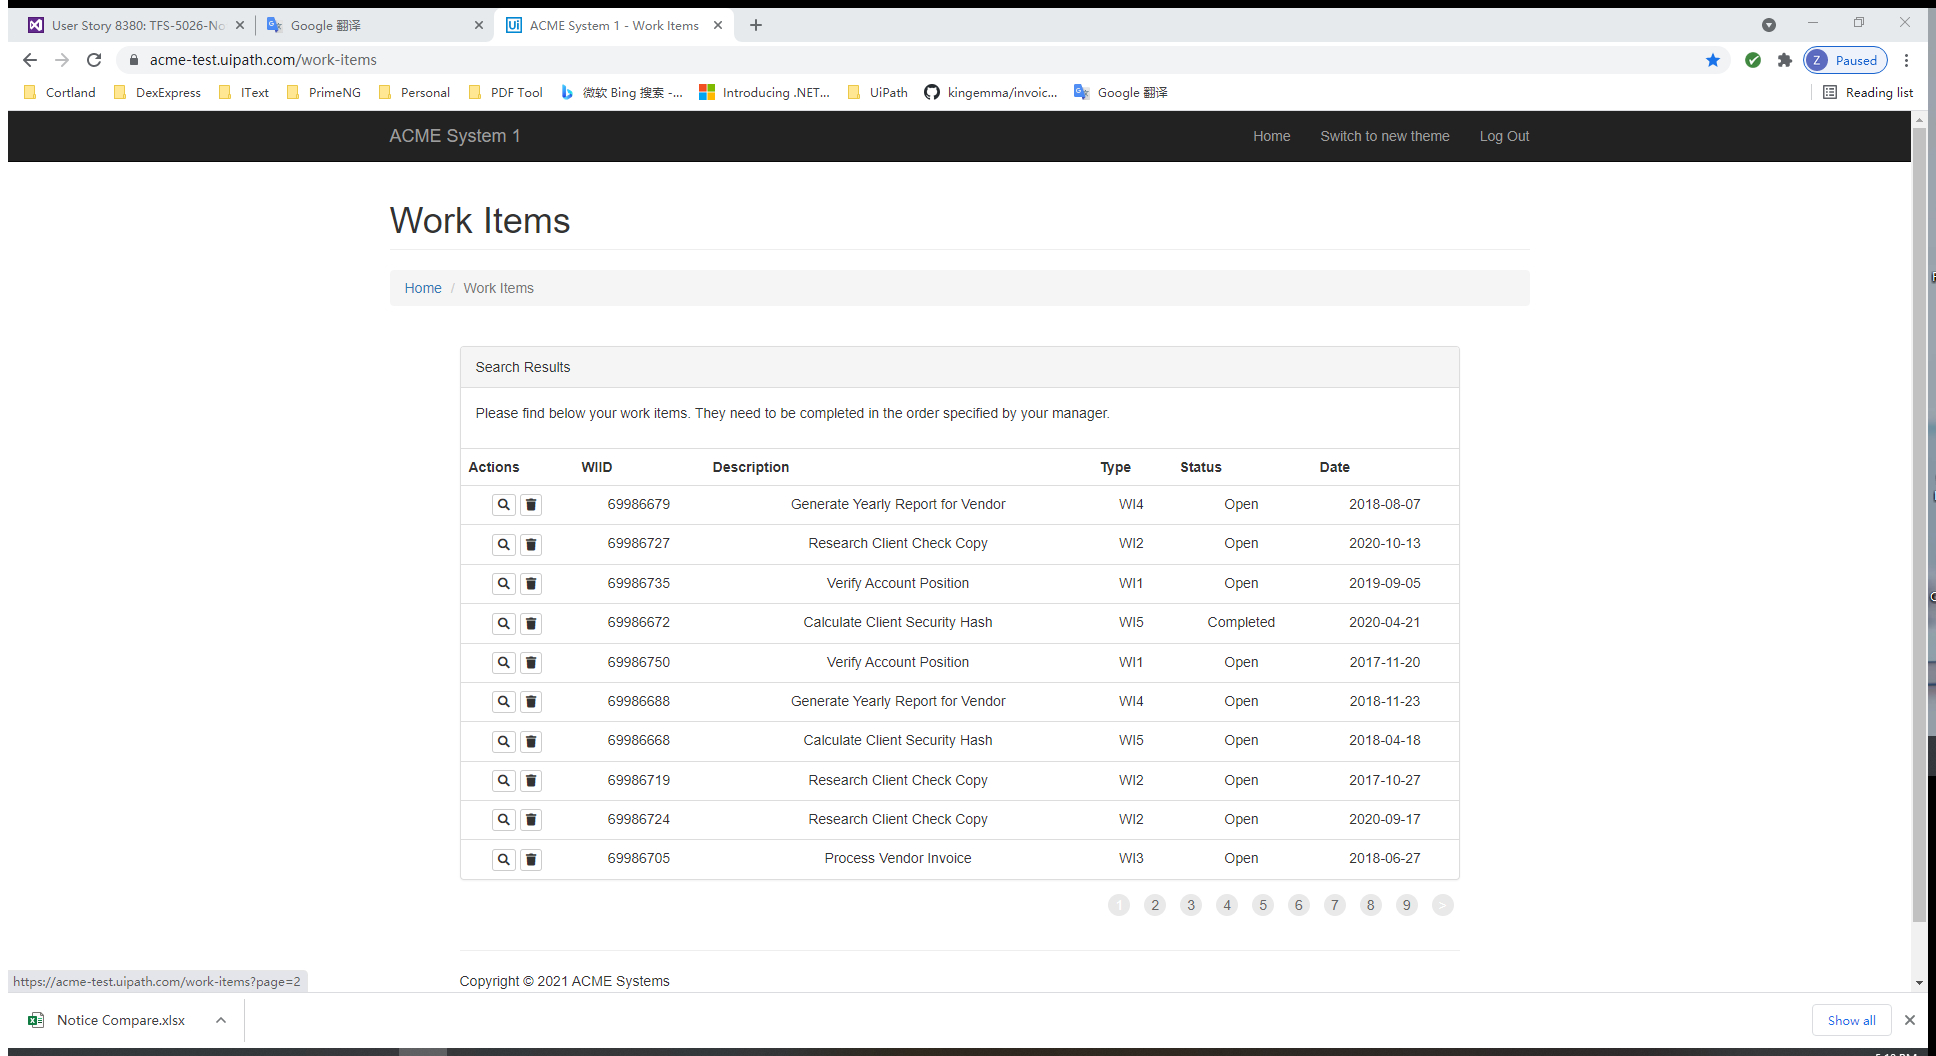 User Story 8380: TFS-5026-No
Google 翻译
ACME System 1 - Work Items
acme-test.uipath.com/work-items
Z Paused
Cortland DexExpress IText PrimeNG Personal PDF Tool 微软 Bing 搜索 -... Introducing .NET... UiPath kingemma/invoic... Google 翻译 Reading list
ACME System 1 Home Switch to new theme Log Out
Work Items
Home / Work Items
Search Results
Please find below your work items. They need to be completed in the order specified by your manager.
Actions WIID Description Type Status Date
69986679 Generate Yearly Report for Vendor WI4 Open 2018-08-07
69986727 Research Client Check Copy WI2 Open 2020-10-13
69986735 Verify Account Position WI1 Open 2019-09-05
69986672 Calculate Client Security Hash WI5 Completed 2020-04-21
69986750 Verify Account Position WI1 Open 2017-11-20
69986688 Generate Yearly Report for Vendor WI4 Open 2018-11-23
69986668 Calculate Client Security Hash WI5 Open 2018-04-18
69986719 Research Client Check Copy WI2 Open 2017-10-27
69986724 Research Client Check Copy WI2 Open 2020-09-17
69986705 Process Vendor Invoice WI3 Open 2018-06-27
1 2 3 4 5 6 7 8 9 >
Copyright © 2021 ACME Systems
https://acme-test.uipath.com/work-items?page=2
Notice Compare.xlsx
Show all